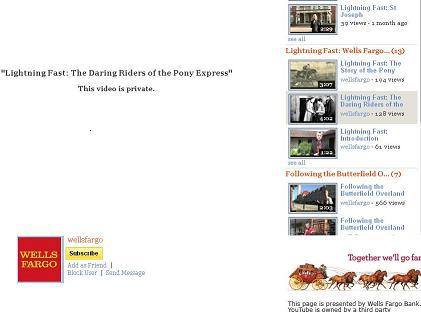 "Lightning Fast: The Daring Riders of the Pony Express"
This video is private.
WELLS
FARGO
wellsfargo
Subscribe
Add as Friend |
Block User | Send Message
2:29
Lightning Fast: St
Joseph
39 views - 1 month ago
see all
Lightning Fast: Wells Fargo... (13)
3:07
Lightning Fast: The
Story of the Pony
wellsfargo - 194 views
Lightning Fast: The
Daring Riders of the
wellsfargo - 128 views
1:22
Lightning Fast:
Introduction
wellsfargo - 61 views
see all
Following the Butterfield O... (7)
2:03
Following the
Butterfield Overland
wellsfargo - 566 views
Following the
Butterfield Overland
Together we'll go far
This page is presented by Wells Fargo Bank.
YouTube is owned by a third party